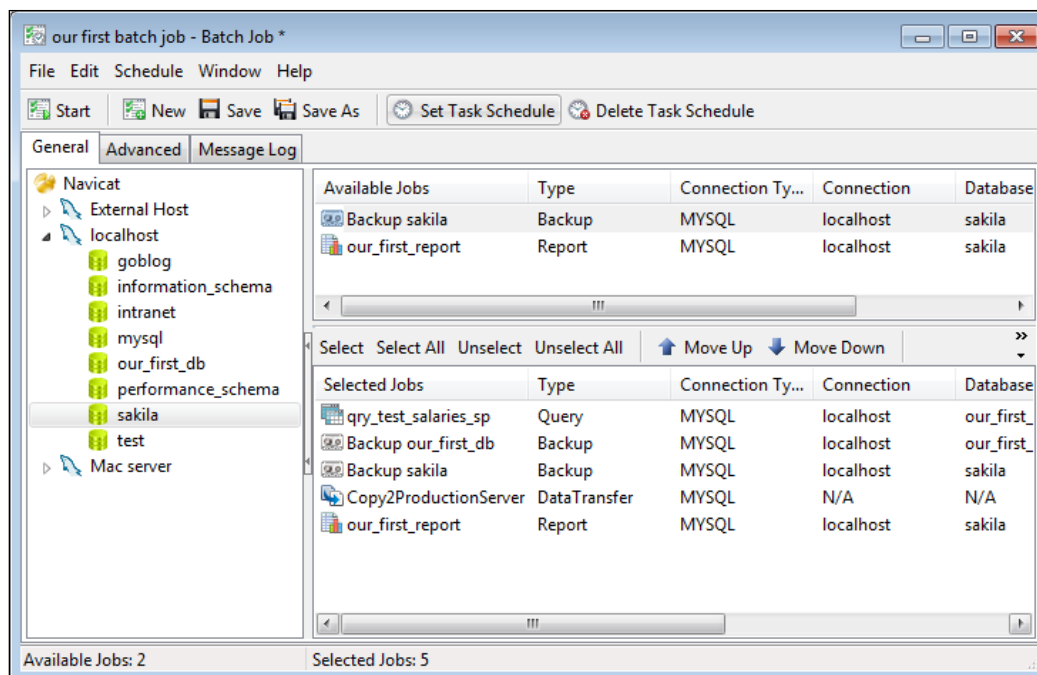 our first batch job - Batch Job *
File Edit Schedule Window Help
Start New Save Save As Set Task Schedule Delete Task Schedule
General Advanced Message Log
Navicat
External Host
localhost
goblog
information_schema
intranet
mysql
our_first_db
performance_schema
sakila
test
Mac server
Available Jobs Type Connection Ty... Connection Database
Backup sakila Backup MYSQL localhost sakila
our_first_report Report MYSQL localhost sakila
Select Select All Unselect Unselect All Move Up Move Down »
Selected Jobs Type Connection Ty... Connection Database
qry_test_salaries_sp Query MYSQL localhost our_first_
Backup our_first_db Backup MYSQL localhost our_first_
Backup sakila Backup MYSQL localhost sakila
Copy2ProductionServer DataTransfer MYSQL N/A N/A
our_first_report Report MYSQL localhost sakila
Available Jobs: 2 Selected Jobs: 5